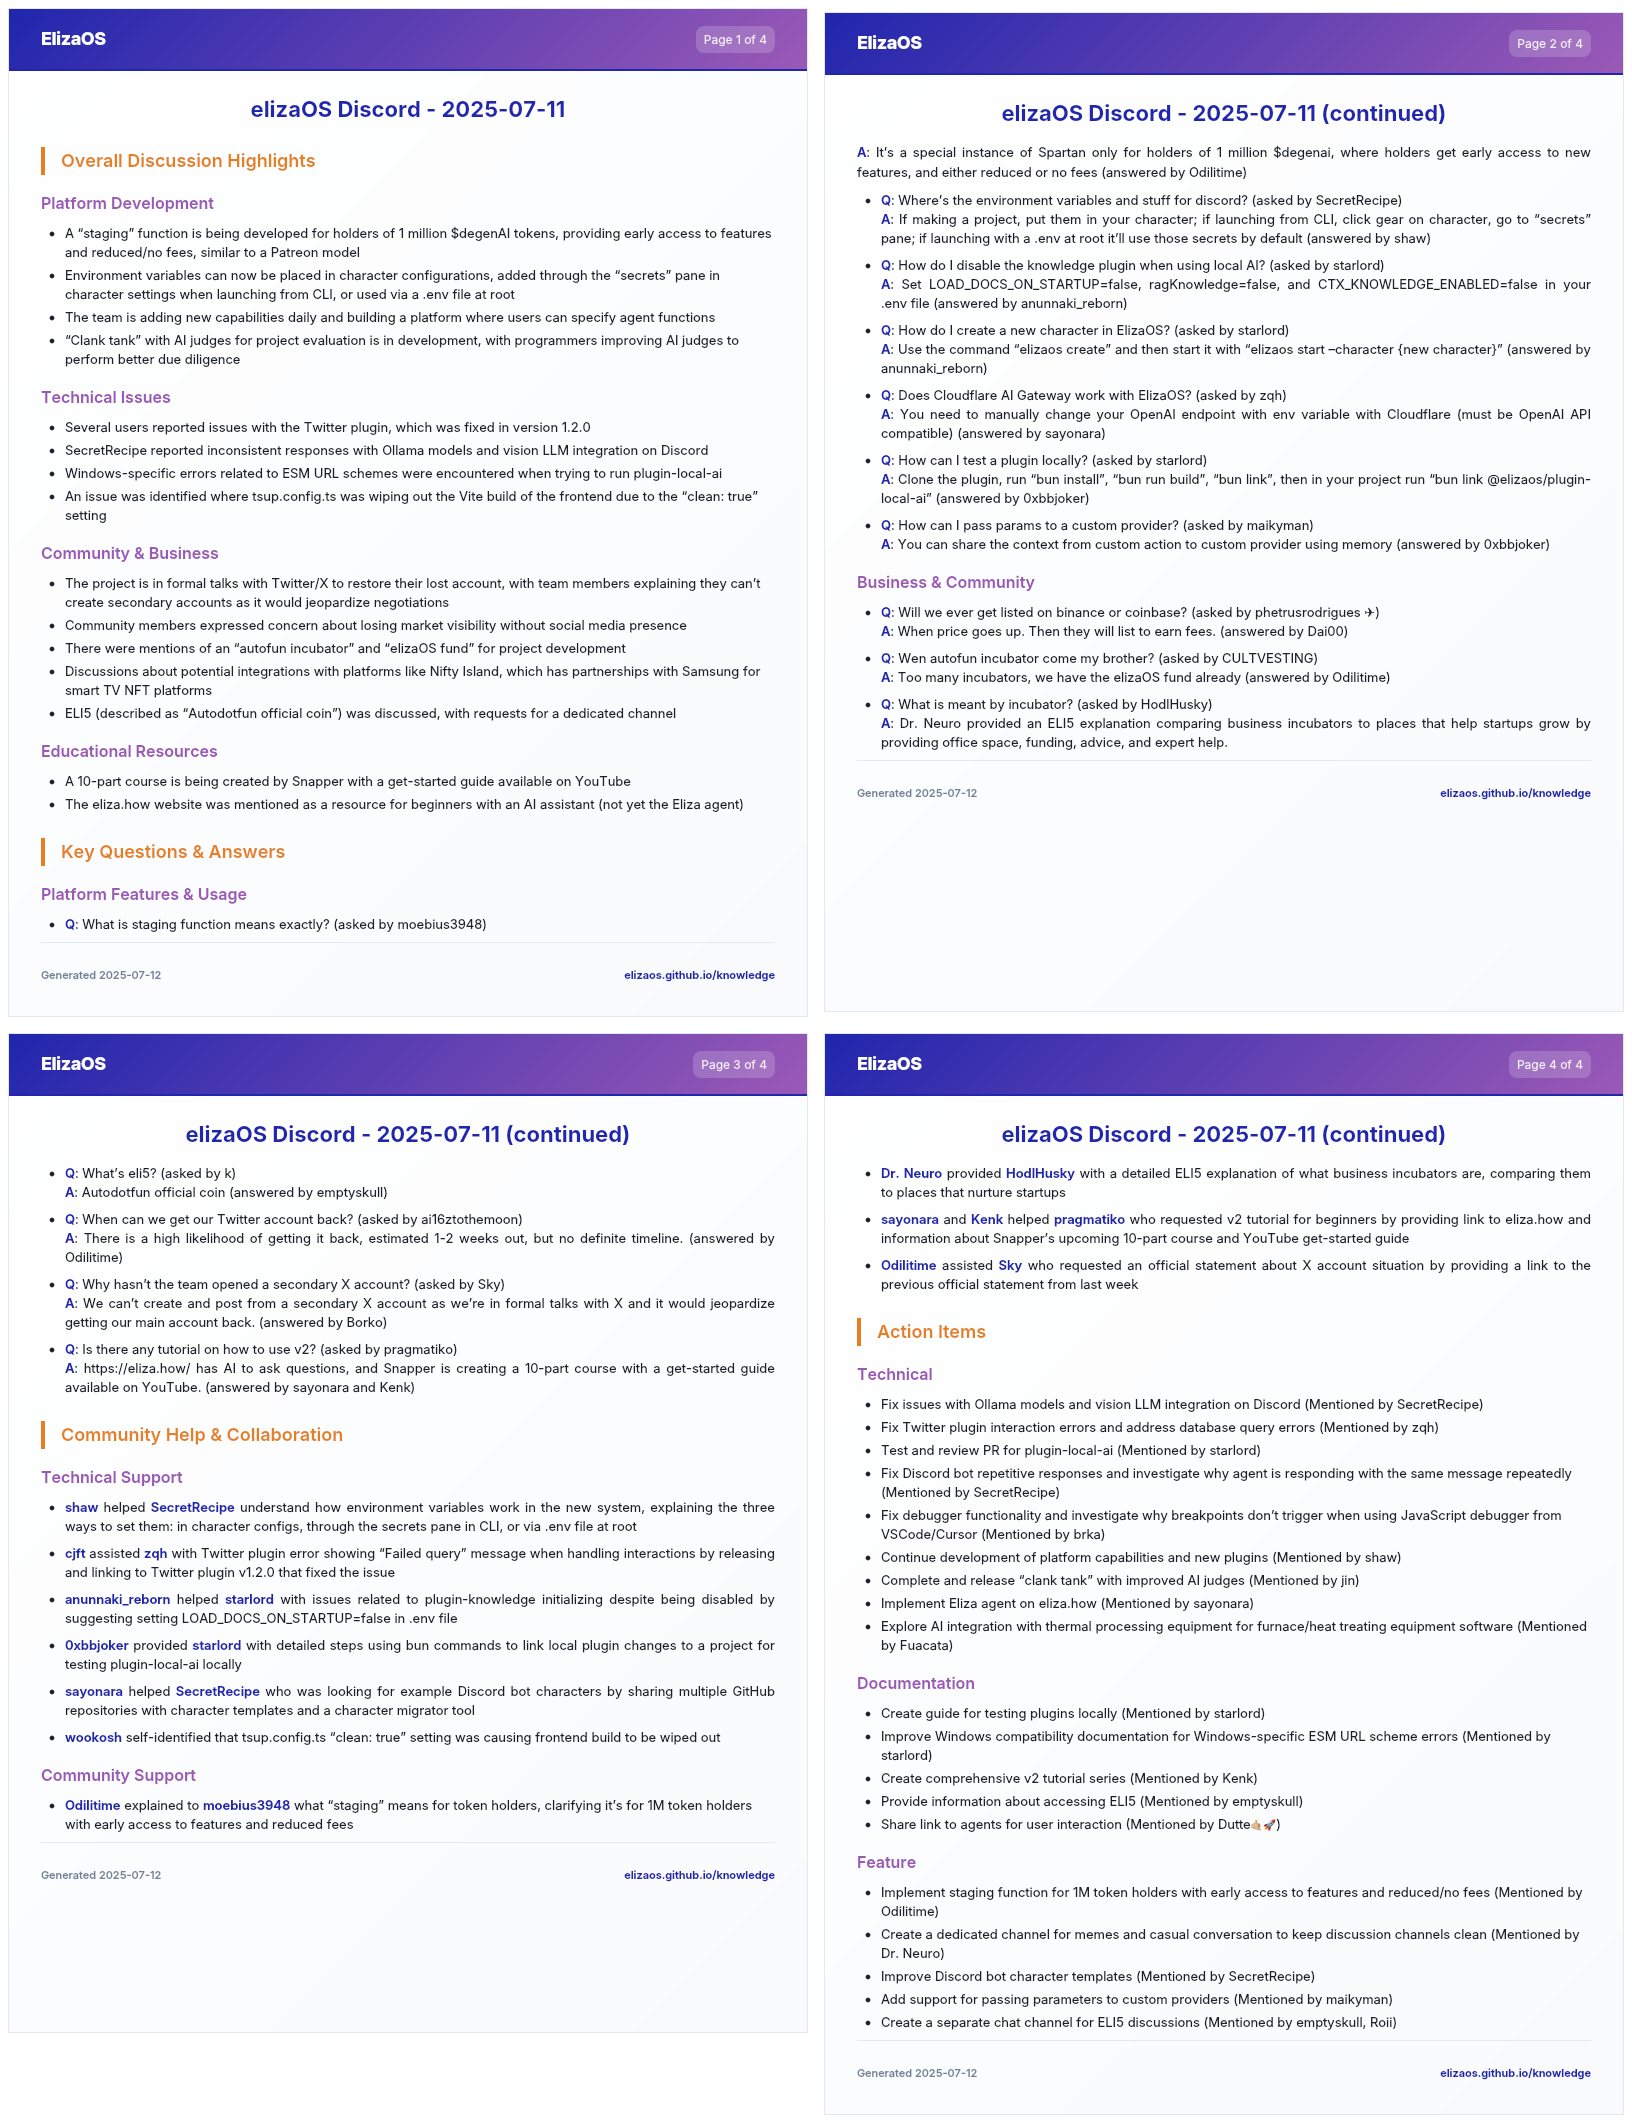 ElizaOS
Page 1 of 4
elizaOS Discord - 2025-07-11
Overall Discussion Highlights
Platform Development
• A “staging” function is being developed for holders of 1 million $degenAI tokens, providing early access to features
and reduced/no fees, similar to a Patreon model
• Environment variables can now be placed in character configurations, added through the “secrets” pane in
character settings when launching from CLI, or used via a .env file at root
• The team is adding new capabilities daily and building a platform where users can specify agent functions
• “Clank tank” with AI judges for project evaluation is in development, with programmers improving AI judges to
perform better due diligence
Technical Issues
• Several users reported issues with the Twitter plugin, which was fixed in version 1.2.0
• SecretRecipe reported inconsistent responses with Ollama models and vision LLM integration on Discord
• Windows-specific errors related to ESM URL schemes were encountered when trying to run plugin-local-ai
• An issue was identified where tsup.config.ts was wiping out the Vite build of the frontend due to the “clean: true”
setting
Community & Business
• The project is in formal talks with Twitter/X to restore their lost account, with team members explaining they can’t
create secondary accounts as it would jeopardize negotiations
• Community members expressed concern about losing market visibility without social media presence
• There were mentions of an “autofun incubator” and “elizaOS fund” for project development
• Discussions about potential integrations with platforms like Nifty Island, which has partnerships with Samsung for
smart TV NFT platforms
• ELI5 (described as “Autodotfun official coin”) was discussed, with requests for a dedicated channel
Educational Resources
• A 10-part course is being created by Snapper with a get-started guide available on YouTube
• The eliza.how website was mentioned as a resource for beginners with an AI assistant (not yet the Eliza agent)
Key Questions & Answers
Platform Features & Usage
• Q: What is staging function means exactly? (asked by moebius3948)
Generated 2025-07-12
elizaos.github.io/knowledge
ElizaOS
Page 2 of 4
elizaOS Discord - 2025-07-11 (continued)
A: It’s a special instance of Spartan only for holders of 1 million $degenai, where holders get early access to new
features, and either reduced or no fees (answered by Odilitime)
• Q: Where’s the environment variables and stuff for discord? (asked by SecretRecipe)
A: If making a project, put them in your character; if launching from CLI, click gear on character, go to “secrets”
pane; if launching with a .env at root it’ll use those secrets by default (answered by shaw)
• Q: How do I disable the knowledge plugin when using local AI? (asked by starlord)
A: Set LOAD_DOCS_ON_STARTUP=false, ragKnowledge=false, and CTX_KNOWLEDGE_ENABLED=false in your
.env file (answered by anunnaki_reborn)
• Q: How do I create a new character in ElizaOS? (asked by starlord)
A: Use the command “elizaos create” and then start it with “elizaos start –character {new character}” (answered by
anunnaki_reborn)
• Q: Does Cloudflare AI Gateway work with ElizaOS? (asked by zqh)
A: You need to manually change your OpenAI endpoint with env variable with Cloudflare (must be OpenAI API
compatible) (answered by sayonara)
• Q: How can I test a plugin locally? (asked by starlord)
A: Clone the plugin, run “bun install”, “bun run build”, “bun link”, then in your project run “bun link @elizaos/plugin-
local-ai” (answered by 0xbbjoker)
• Q: How can I pass params to a custom provider? (asked by maikyman)
A: You can share the context from custom action to custom provider using memory (answered by 0xbbjoker)
Business & Community
• Q: Will we ever get listed on binance or coinbase? (asked by phetrusrodrigues ✈)
A: When price goes up. Then they will list to earn fees. (answered by Dai00)
• Q: Wen autofun incubator come my brother? (asked by CULTVESTING)
A: Too many incubators, we have the elizaOS fund already (answered by Odilitime)
• Q: What is meant by incubator? (asked by HodlHusky)
A: Dr. Neuro provided an ELI5 explanation comparing business incubators to places that help startups grow by
providing office space, funding, advice, and expert help.
Generated 2025-07-12
elizaos.github.io/knowledge
ElizaOS
Page 3 of 4
elizaOS Discord - 2025-07-11 (continued)
• Q: What’s eli5? (asked by k)
A: Autodotfun official coin (answered by emptyskull)
• Q: When can we get our Twitter account back? (asked by ai16ztothemoon)
A: There is a high likelihood of getting it back, estimated 1-2 weeks out, but no definite timeline. (answered by
Odilitime)
• Q: Why hasn’t the team opened a secondary X account? (asked by Sky)
A: We can’t create and post from a secondary X account as we’re in formal talks with X and it would jeopardize
getting our main account back. (answered by Borko)
• Q: Is there any tutorial on how to use v2? (asked by pragmatiko)
A: https://eliza.how/ has AI to ask questions, and Snapper is creating a 10-part course with a get-started guide
available on YouTube. (answered by sayonara and Kenk)
Community Help & Collaboration
Technical Support
• shaw helped SecretRecipe understand how environment variables work in the new system, explaining the three
ways to set them: in character configs, through the secrets pane in CLI, or via .env file at root
• cjft assisted zqh with Twitter plugin error showing “Failed query” message when handling interactions by releasing
and linking to Twitter plugin v1.2.0 that fixed the issue
• anunnaki_reborn helped starlord with issues related to plugin-knowledge initializing despite being disabled by
suggesting setting LOAD_DOCS_ON_STARTUP=false in .env file
• 0xbbjoker provided starlord with detailed steps using bun commands to link local plugin changes to a project for
testing plugin-local-ai locally
• sayonara helped SecretRecipe who was looking for example Discord bot characters by sharing multiple GitHub
repositories with character templates and a character migrator tool
• wookosh self-identified that tsup.config.ts “clean: true” setting was causing frontend build to be wiped out
Community Support
• Odilitime explained to moebius3948 what “staging” means for token holders, clarifying it’s for 1M token holders
with early access to features and reduced fees
Generated 2025-07-12
elizaos.github.io/knowledge
ElizaOS
Page 4 of 4
elizaOS Discord - 2025-07-11 (continued)
• Dr. Neuro provided HodlHusky with a detailed ELI5 explanation of what business incubators are, comparing them
to places that nurture startups
• sayonara and Kenk helped pragmatiko who requested v2 tutorial for beginners by providing link to eliza.how and
information about Snapper’s upcoming 10-part course and YouTube get-started guide
• Odilitime assisted Sky who requested an official statement about X account situation by providing a link to the
previous official statement from last week
Action Items
Technical
• Fix issues with Ollama models and vision LLM integration on Discord (Mentioned by SecretRecipe)
• Fix Twitter plugin interaction errors and address database query errors (Mentioned by zqh)
• Test and review PR for plugin-local-ai (Mentioned by starlord)
• Fix Discord bot repetitive responses and investigate why agent is responding with the same message repeatedly
(Mentioned by SecretRecipe)
• Fix debugger functionality and investigate why breakpoints don’t trigger when using JavaScript debugger from
VSCode/Cursor (Mentioned by brka)
• Continue development of platform capabilities and new plugins (Mentioned by shaw)
• Complete and release “clank tank” with improved AI judges (Mentioned by jin)
• Implement Eliza agent on eliza.how (Mentioned by sayonara)
• Explore AI integration with thermal processing equipment for furnace/heat treating equipment software (Mentioned
by Fuacata)
Documentation
• Create guide for testing plugins locally (Mentioned by starlord)
• Improve Windows compatibility documentation for Windows-specific ESM URL scheme errors (Mentioned by
starlord)
• Create comprehensive v2 tutorial series (Mentioned by Kenk)
• Provide information about accessing ELI5 (Mentioned by emptyskull)
• Share link to agents for user interaction (Mentioned by Dutte🤙🏼🚀)
Feature
• Implement staging function for 1M token holders with early access to features and reduced/no fees (Mentioned by
Odilitime)
• Create a dedicated channel for memes and casual conversation to keep discussion channels clean (Mentioned by
Dr. Neuro)
• Improve Discord bot character templates (Mentioned by SecretRecipe)
• Add support for passing parameters to custom providers (Mentioned by maikyman)
• Create a separate chat channel for ELI5 discussions (Mentioned by emptyskull, Roii)
Generated 2025-07-12
elizaos.github.io/knowledge